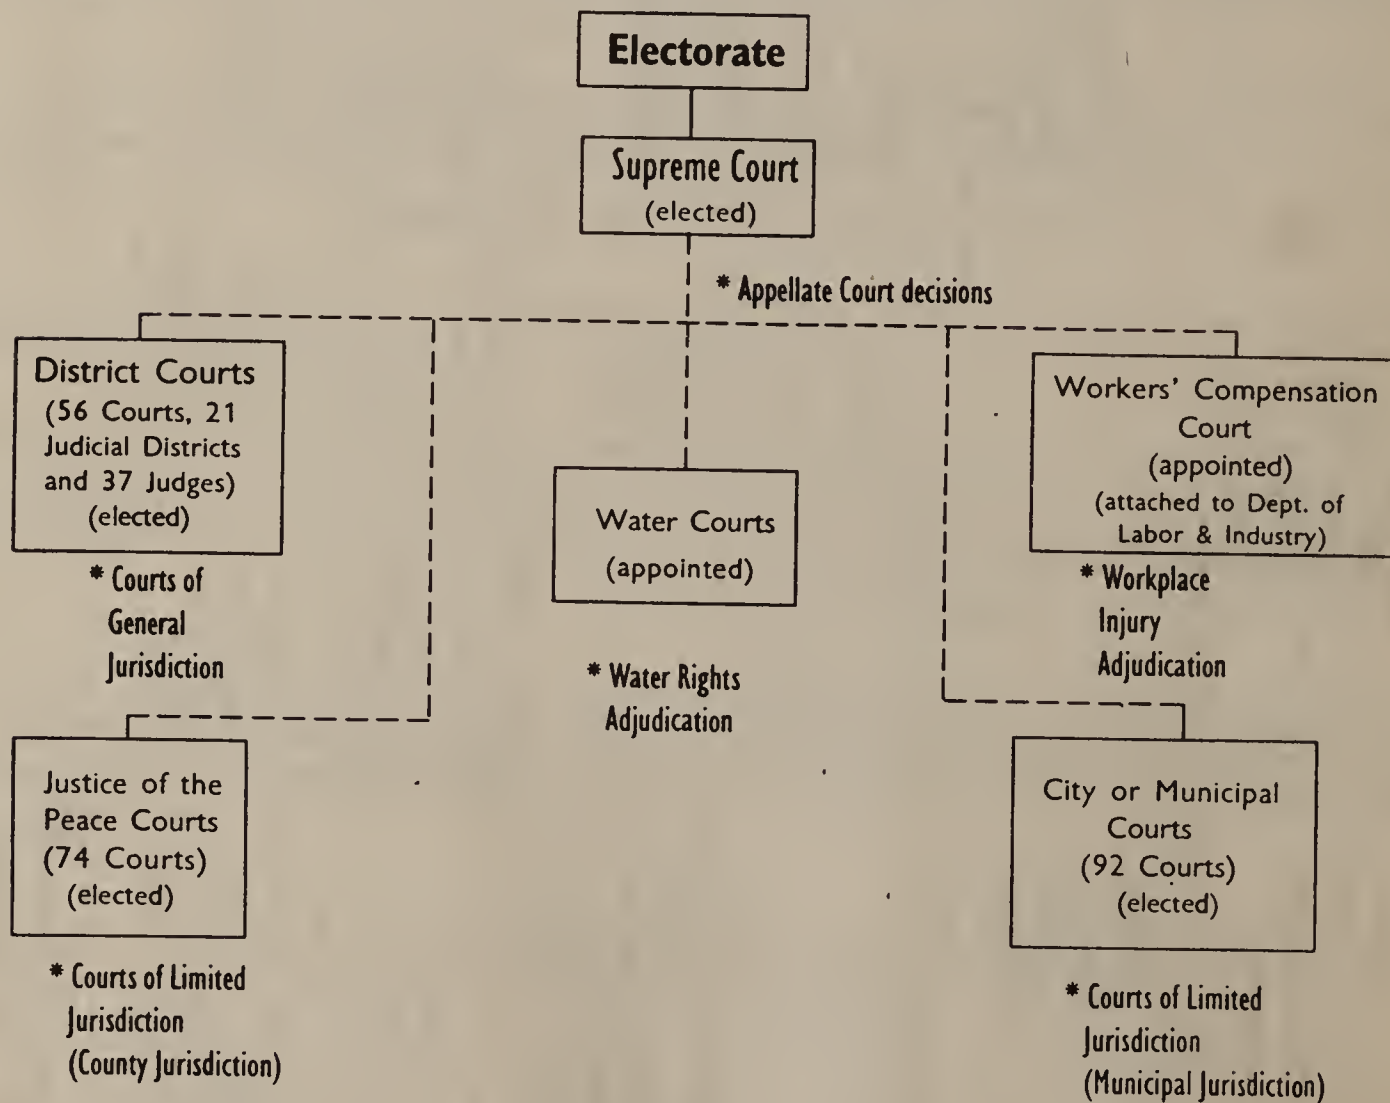 Electorate
Supreme Court
(elected)
* Appellate Court decisions
District Courts
(56 Courts, 21
Judicial Districts
and 37 Judges)
(elected)
* Courts of
General
Jurisdiction
Water Courts
(appointed)
* Water Rights
Adjudication
Workers' Compensation
Court
(appointed)
(attached to Dept. of
Labor & Industry)
* Workplace
Injury
Adjudication
Justice of the
Peace Courts
(74 Courts)
(elected)
* Courts of Limited
Jurisdiction
(County Jurisdiction)
City or Municipal
Courts
(92 Courts)
(elected)
* Courts of Limited
Jurisdiction
(Municipal Jurisdiction)